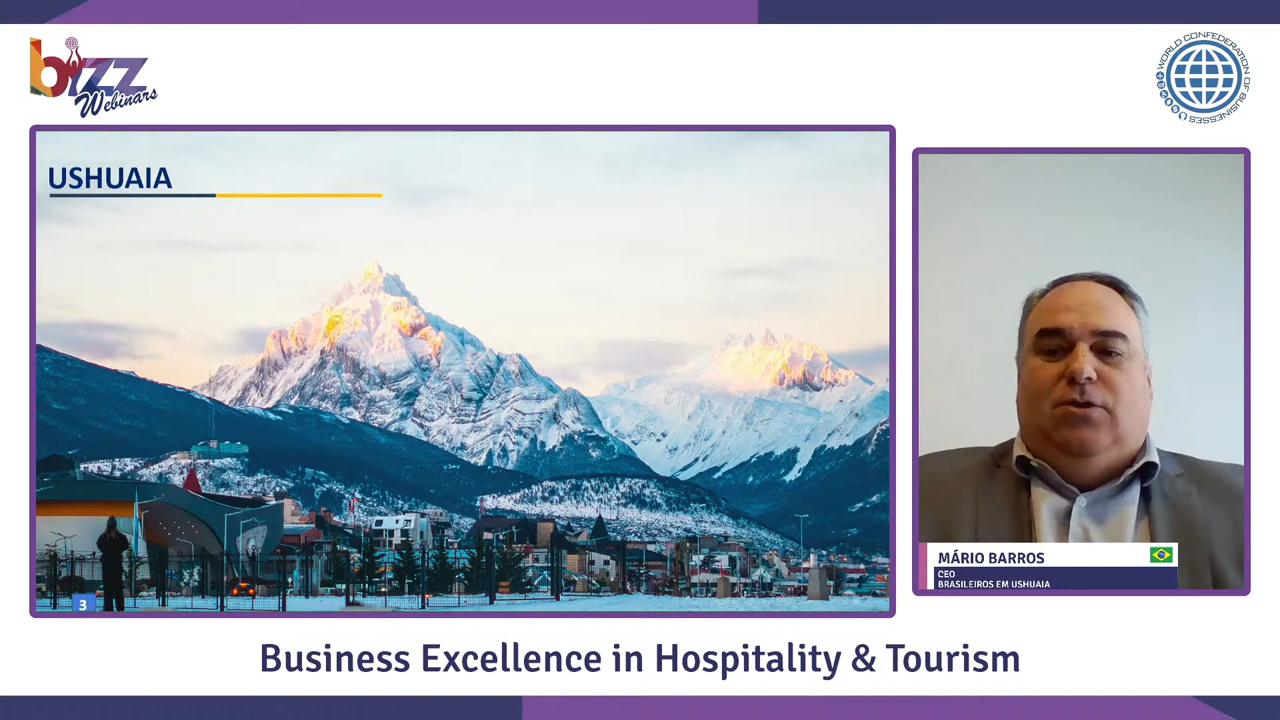 bizz
Webinars
WORLD CONFEDERATION OF BUSINESSES
USHUAIA
3
MÁRIO BARROS
CEO
BRASILEIROS EM USHUAIA
Business Excellence in Hospitality & Tourism